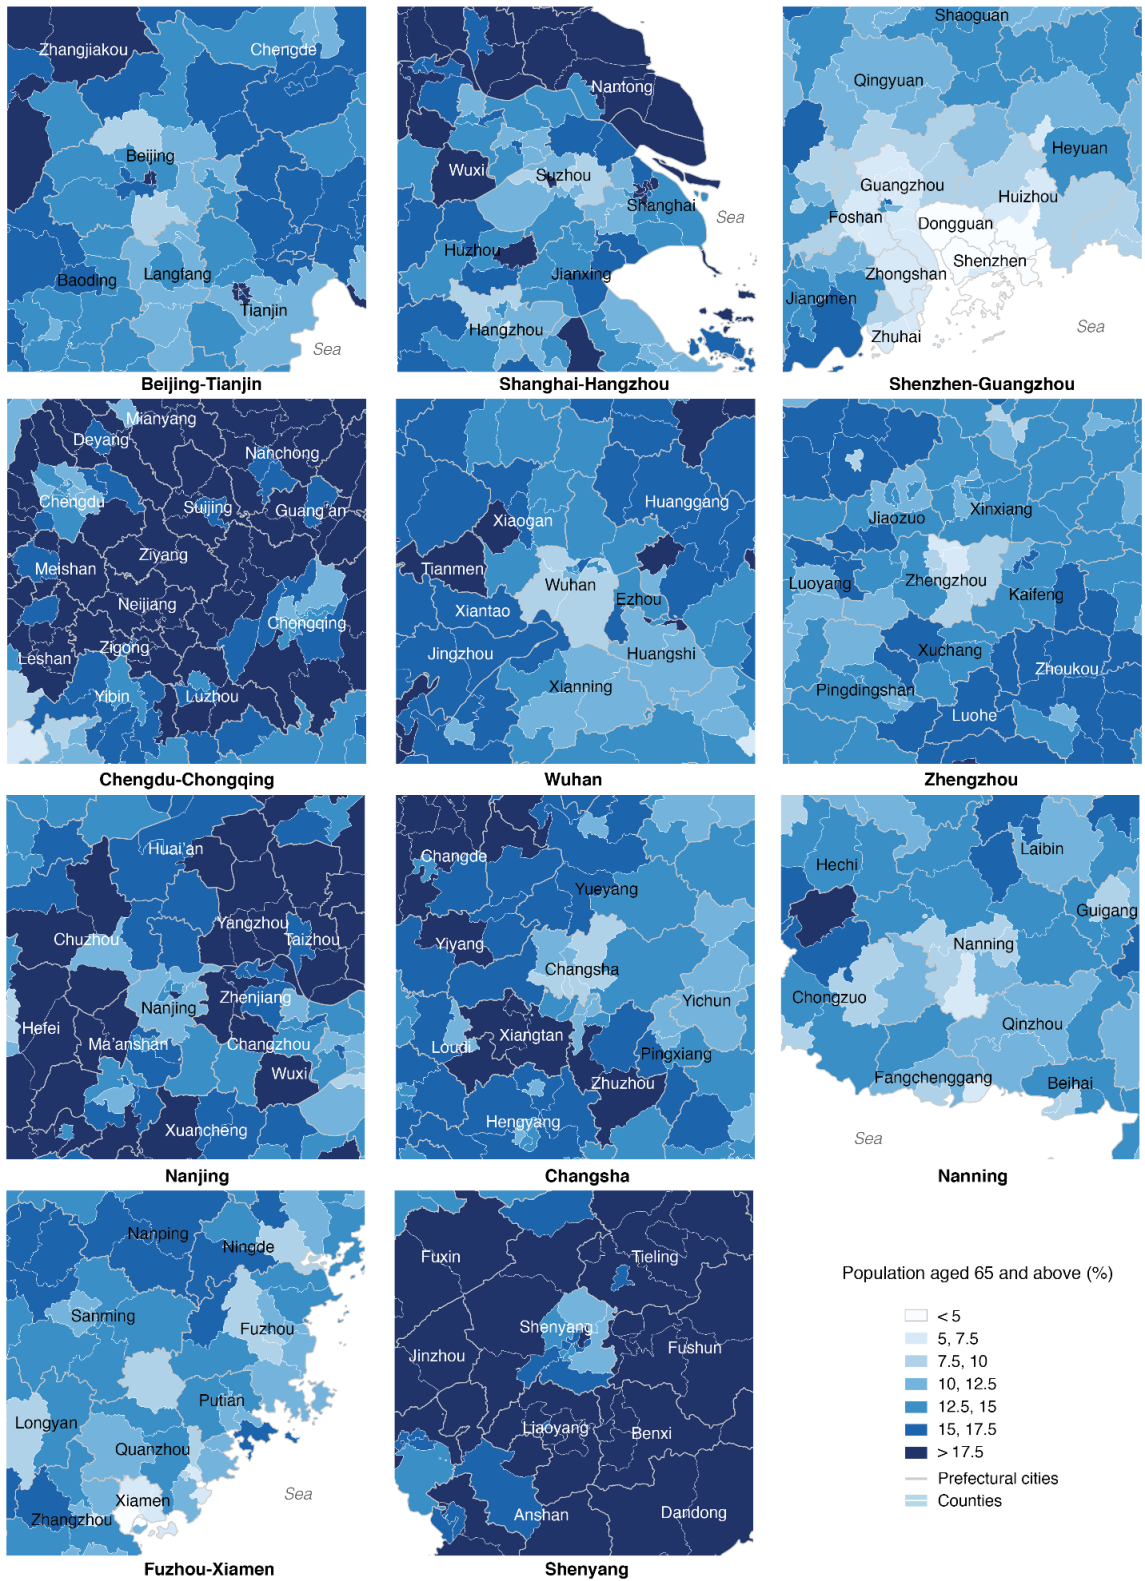 Zhangjiakou
Chengde
Beijing
Baoding
Langfang
Tianjin
Sea
Beijing-Tianjin
Nantong
Wuxi
Suzhou
Shanghai
Sea
Huzhou
Jianxing
Hangzhou
Shanghai-Hangzhou
Shaoguan
Qingyuan
Heyuan
Guangzhou
Huizhou
Foshan
Dongguan
Shenzhen
Zhongshan
Jiangmen
Zhuhai
Sea
Shenzhen-Guangzhou
Mianyang
Deyang
Nanchong
Chengdu
Suijing
Guang'an
Ziyang
Meishan
Neijiang
Chongqing
Zigong
Leshan
Yibin
Luzhou
Chengdu-Chongqing
Huanggang
Xiaogan
Tianmen
Wuhan
Ezhou
Xiantao
Jingzhou
Huangshi
Xianning
Wuhan
Jiaozuo
Xinxiang
Luoyang
Zhengzhou
Kaifeng
Xuchang
Zhoukou
Pingdingshan
Luohe
Zhengzhou
Huai'an
Yangzhou
Chuzhou
Taizhou
Zhenjiang
Nanjing
Hefei
Ma'anshan
Changzhou
Wuxi
Xuancheng
Nanjing
Changde
Yueyang
Yiyang
Changsha
Yichun
Xiangtan
Loudi
Pingxiang
Zhuzhou
Hengyang
Changsha
Laibin
Hechi
Guigang
Nanning
Chongzuo
Qinzhou
Fangchenggang
Beihai
Sea
Nanning
Nanping
Ningde
Sanming
Fuzhou
Putian
Longyan
Quanzhou
Xiamen
Sea
Zhangzhou
Fuzhou-Xiamen
Fuxin
Tieling
Shenyang
Jinzhou
Fushun
Liaoyang
Benxi
Anshan
Dandong
Shenyang
Population aged 65 and above (%)
< 5
5, 7.5
7.5, 10
10, 12.5
12.5, 15
15, 17.5
> 17.5
Prefectural cities
Counties